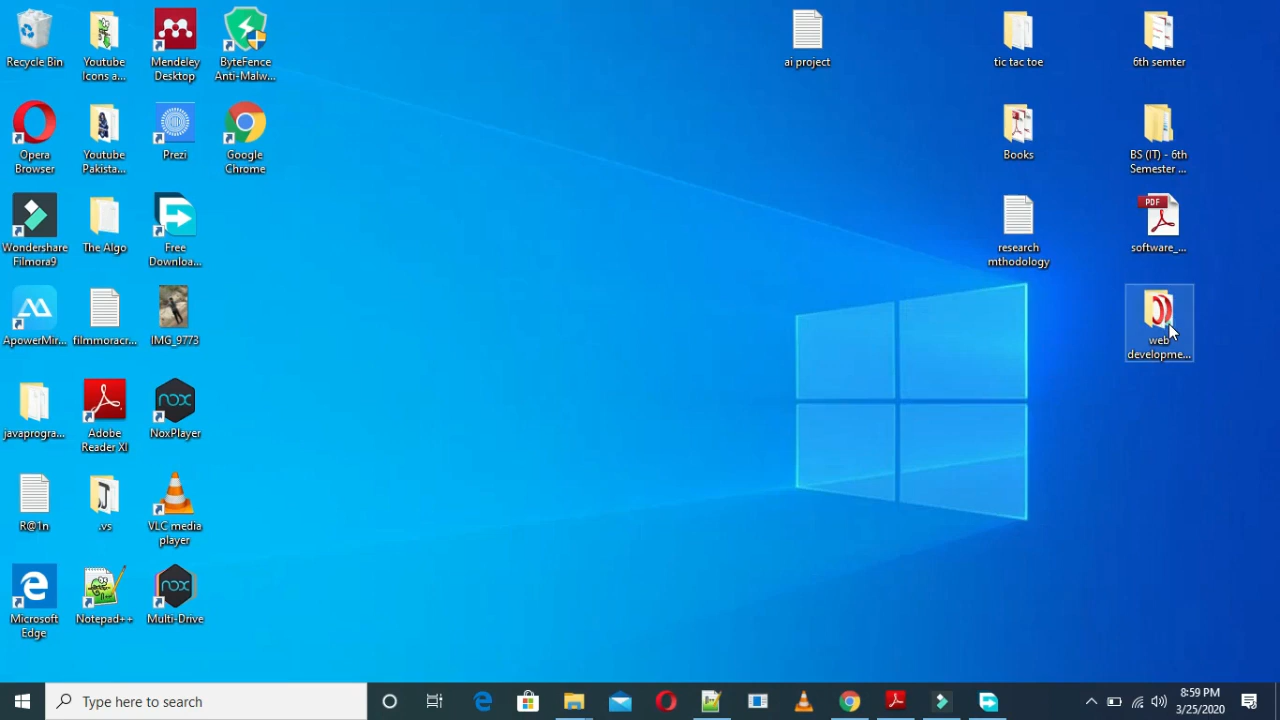 Recycle Bin
Youtube
Icons a...
Mendeley
Desktop
ByteFence
Anti-Malw...
ai project
tic tac toe
6th semter
Opera
Browser
Youtube
Pakista...
Prezi
Google
Chrome
Books
BS (IT) - 6th
Semester ...
Wondershare
Filmora9
The Algo
Free
Downloa...
research
mthodology
PDF
software_...
ApowerMir...
filmmoracr...
IMG_9773
web
developme...
javaprogra...
Adobe
Reader XI
nox
NoxPlayer
R@1n
.vs
VLC media
player
Microsoft
Edge
Notepad++
nox
Multi-Drive
Type here to search
8:59 PM
3/25/2020